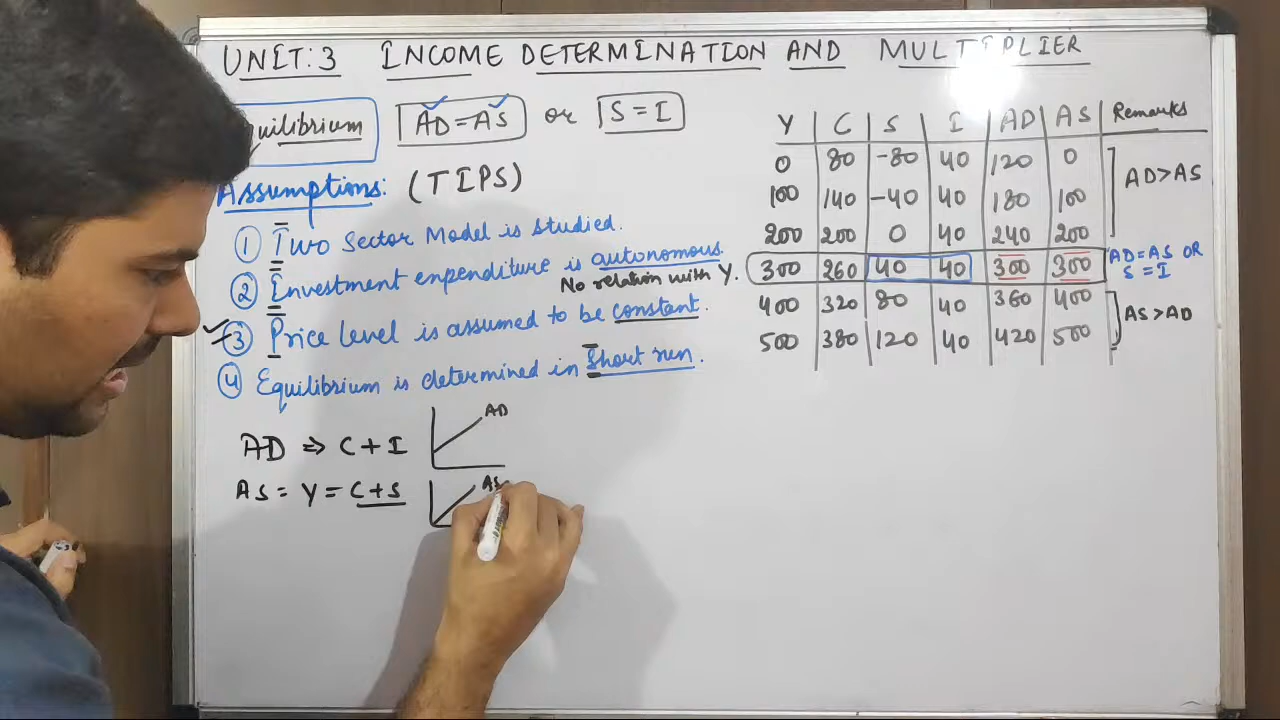 UNIT: 3 INCOME DETERMINATION AND MULTIPLIER
quilibrium AD=AS or S=I
Assumptions: (TIPS)
① Two Sector Model is studied.
② Investment enpenditure is autonomous.
No relation with Y.
③ Price level is assumed to be constant.
④ Equilibrium is determined in Short run.
AD ⇒ C+I AD
AS = Y = C+S AS
Y C S I AD AS Remarks
0 80 -80 40 120 0
100 140 -40 40 180 100 AD>AS
200 200 0 40 240 200
300 260 40 40 300 300 AD=AS OR S=I
400 320 80 40 360 400 AS>AD
500 380 120 40 420 500